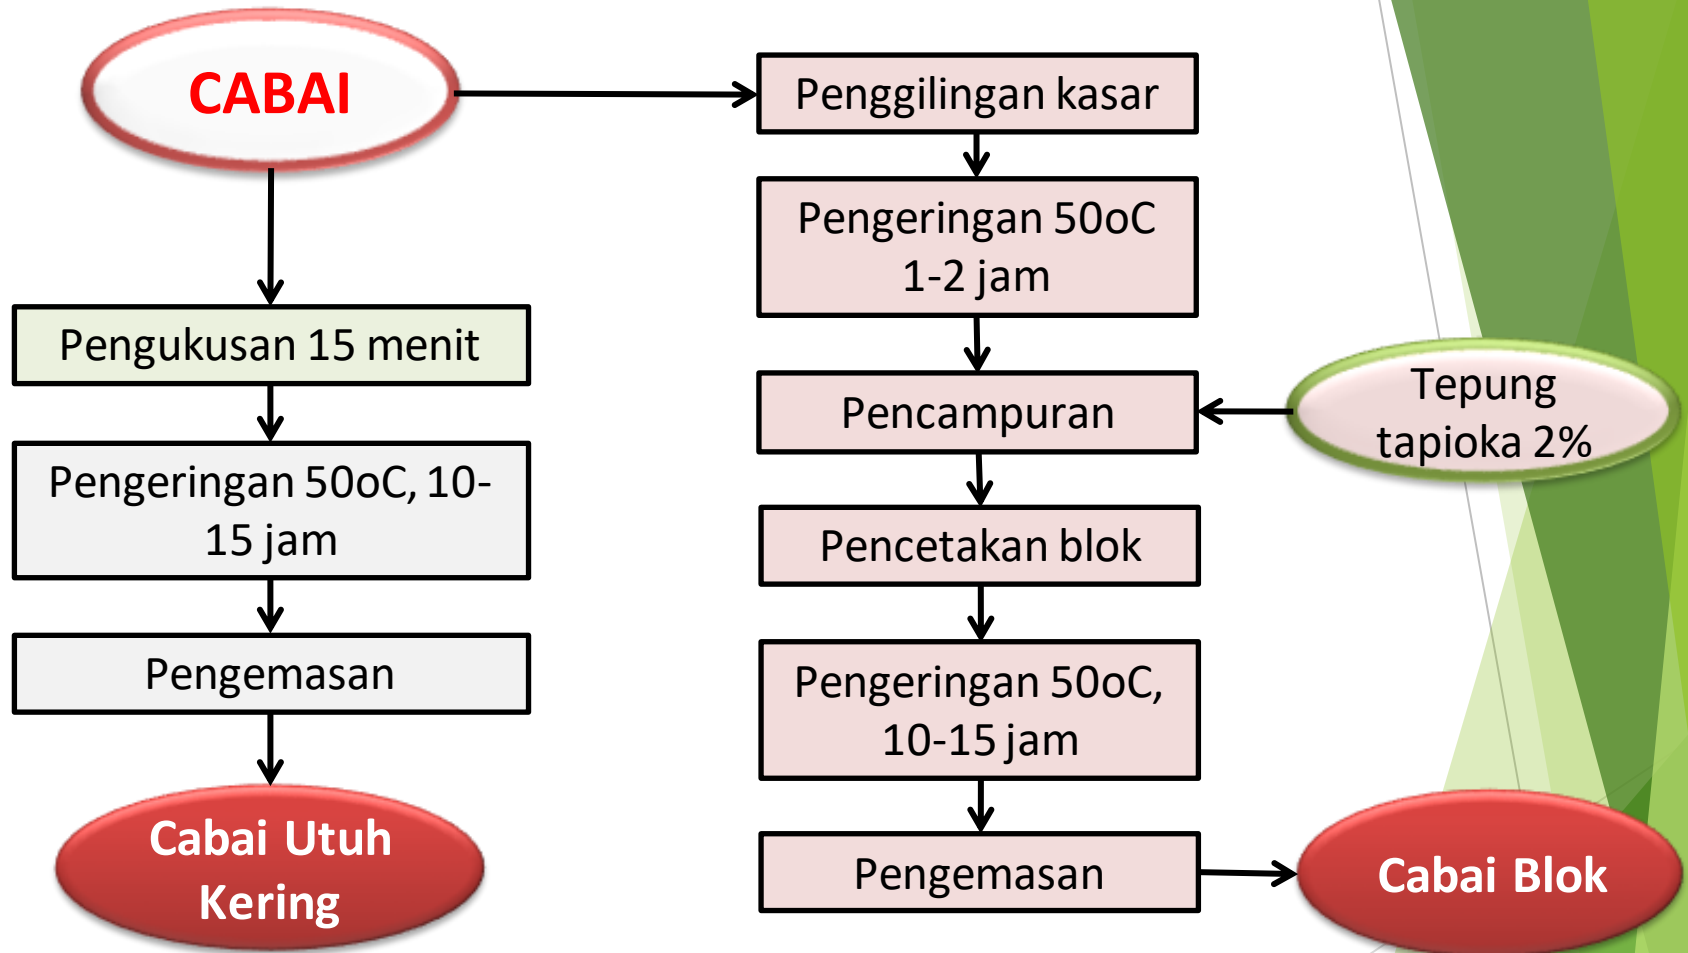 CABAI
Pengukusan 15 menit
Pengeringan 50oC, 10-
15 jam
Pengemasan
Cabai Utuh
Kering
Penggilingan kasar
Pengeringan 50oC
1-2 jam
Pencampuran
Tepung
tapioka 2%
Pencetakan blok
Pengeringan 50oC,
10-15 jam
Pengemasan
Cabai Blok